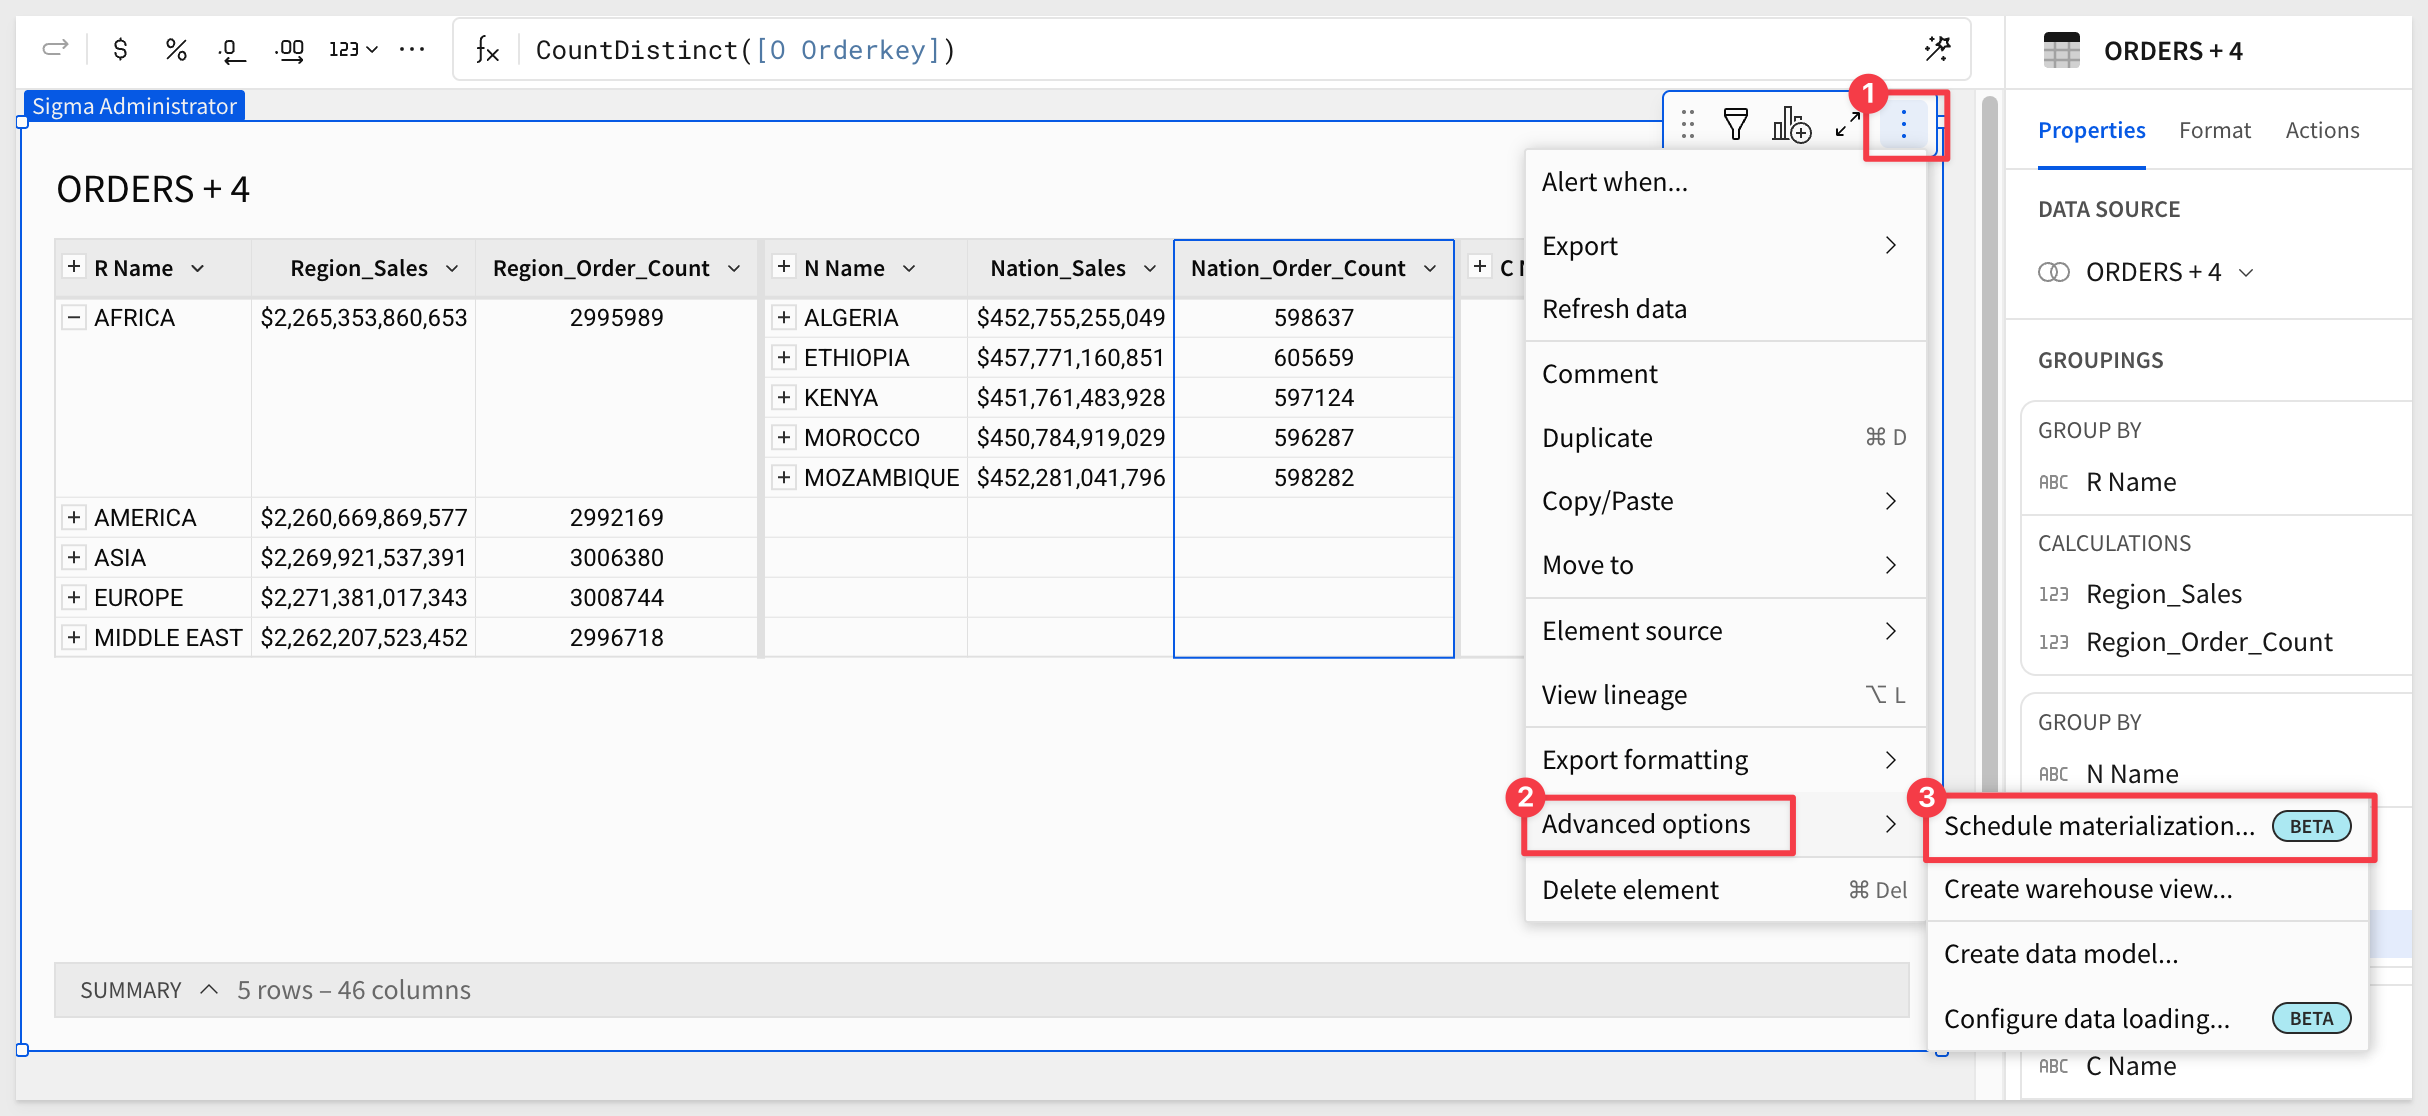 $ % .0 .00 123 ...
fx CountDistinct([O Orderkey])
ORDERS + 4
Sigma Administrator
1
Properties Format Actions
ORDERS + 4
R Name Region_Sales Region_Order_Count N Name Nation_Sales Nation_Order_Count C N
AFRICA $2,265,353,860,653 2995989 ALGERIA $452,755,255,049 598637
ETHIOPIA $457,771,160,851 605659
KENYA $451,761,483,928 597124
MOROCCO $450,784,919,029 596287
MOZAMBIQUE $452,281,041,796 598282
AMERICA $2,260,669,869,577 2992169
ASIA $2,269,921,537,391 3006380
EUROPE $2,271,381,017,343 3008744
MIDDLE EAST $2,262,207,523,452 2996718
SUMMARY 5 rows – 46 columns
Alert when...
Export
Refresh data
Comment
Duplicate ⌘ D
Copy/Paste
Move to
Element source
View lineage ⌥ L
Export formatting
2
Advanced options
Delete element ⌘ Del
3
Schedule materialization... BETA
Create warehouse view...
Create data model...
Configure data loading... BETA
DATA SOURCE
ORDERS + 4
GROUPINGS
GROUP BY
ABC R Name
CALCULATIONS
123 Region_Sales
123 Region_Order_Count
GROUP BY
ABC N Name
ABC C Name